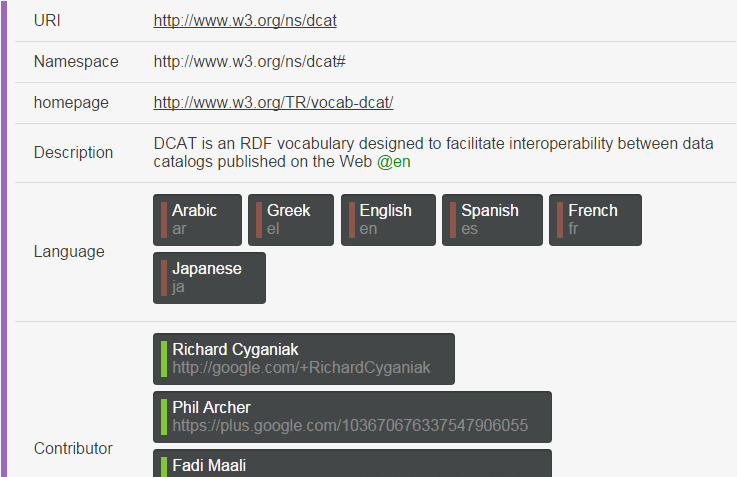 URI http://www.w3.org/ns/dcat
Namespace http://www.w3.org/ns/dcat#
homepage http://www.w3.org/TR/vocab-dcat/
Description DCAT is an RDF vocabulary designed to facilitate interoperability between data
catalogs published on the Web @en
Language
Arabic Greek English Spanish French
ar el en es fr
Japanese
ja
Contributor
Richard Cyganiak
http://google.com/+RichardCyganiak
Phil Archer
https://plus.google.com/103670676337547906055
Fadi Maali